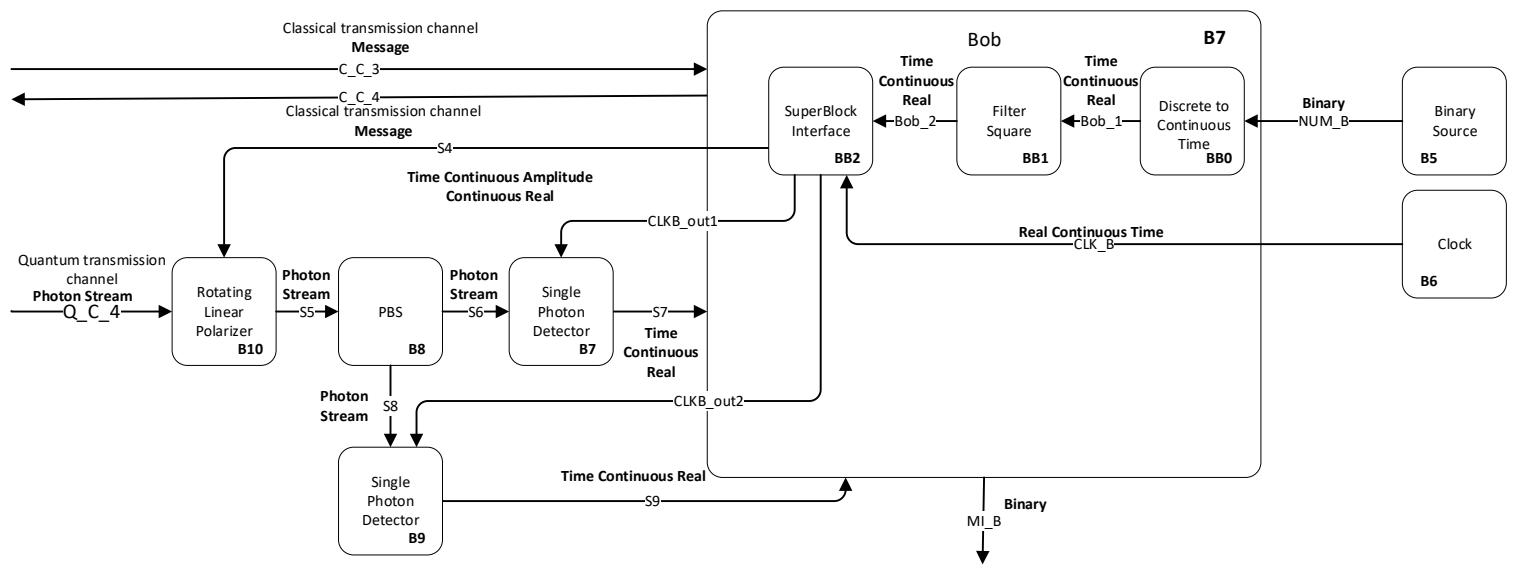 Classical transmission channel
Message
C_C_3
C_C_4
Classical transmission channel
Message
Bob
B7
SuperBlock
Interface
BB2
Time
Continuous
Real
Bob_2
Filter
Square
BB1
Time
Continuous
Real
Bob_1
Discrete to
Continuous
Time
BB0
Binary
NUM_B
Binary
Source
B5
S4
Time Continuous Amplitude
Continuous Real
CLKB_out1
Real Continuous Time
CLK_B
Clock
B6
Quantum transmission
channel
Photon Stream
Q_C_4
Rotating
Linear
Polarizer
B10
Photon
Stream
S5
PBS
B8
Photon
Stream
S6
Single
Photon
Detector
B7
S7
Time
Continuous
Real
Photon
Stream
S8
CLKB_out2
Single
Photon
Detector
B9
Time Continuous Real
S9
Binary
MI_B